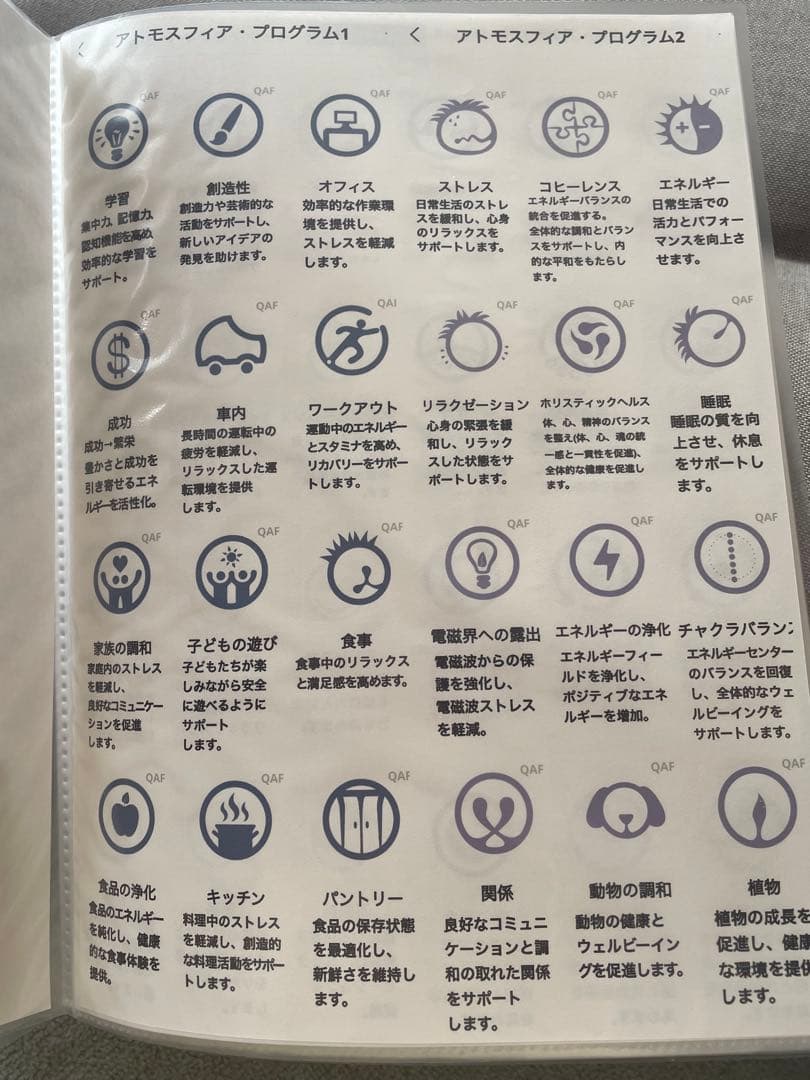 アトモスフィア・プログラム1
アトモスフィア・プログラム2
QAF
学習
集中力、記憶力、
認知機能を高め、
効率的な学習を
サポート。
QAF
創造性
創造力や芸術的な
活動をサポートし、
新しいアイデアの
発見を助けます。
QAF
オフィス
効率的な作業環
境を提供し、
ストレスを軽減
します。
QAF
ストレス
日常生活のストレ
スを緩和し、心身
のリラックスを
サポートします。
QAF
コヒーレンス
エネルギーバランスの
統合を促進する。
全体的な調和とバラン
スをサポートし、内
的な平和をもたらし
ます。
QAF
エネルギー
日常生活での
活力とパフォー
マンスを向上さ
せます。
QAF
成功
成功→繁栄
豊かさと成功を
引き寄せるエネ
ルギーを活性化。
QAF
車内
長時間の運転中の
疲労を軽減し、
リラックスした運
転環境を提供
します。
QAI
ワークアウト
運動中のエネルギー
とスタミナを高め、
リカバリーをサポー
トします。
QAF
リラクゼーション
心身の緊張を緩
和し、リラック
スした状態をサ
ポートします。
QAF
ホリスティックヘルス
体、心、精神のバランス
を整え(体、心、魂の統
一感と一貫性を促進)、
全体的な健康を促進し
ます。
QAF
睡眠
睡眠の質を向
上させ、休息
をサポートし
ます。
QAF
家族の調和
家庭内のストレス
を軽減し、
良好なコミュニケー
ションを促進
します。
QAF
子どもの遊び
子どもたちが楽
しみながら安全
に遊べるように
サポート
します。
QAF
食事
食事中のリラックス
と満足感を高めます。
QAF
電磁界への露出
電磁波からの保
護を強化し、
電磁波ストレス
を軽減。
QAF
エネルギーの浄化
エネルギーフィー
ルドを浄化し、
ポジティブなエネ
ルギーを増加。
QAF
チャクラバランス
エネルギーセンター
のバランスを回復
し、全体的なウェ
ルビーイングを
サポートします。
QAF
食品の浄化
食品のエネルギー
を純化し、健康
的な食事体験を
提供。
QAF
キッチン
料理中のストレス
を軽減し、創造的
な料理活動をサポー
トします。
QAF
パントリー
食品の保存状態
を最適化し、
新鮮さを維持し
ます。
QAF
関係
良好なコミュニ
ケーションと調
和の取れた関係
をサポート
します。
QAF
動物の調和
動物の健康と
ウェルビーイン
グを促進します。
QAF
植物
植物の成長を
促進し、健康
な環境を提供
します。